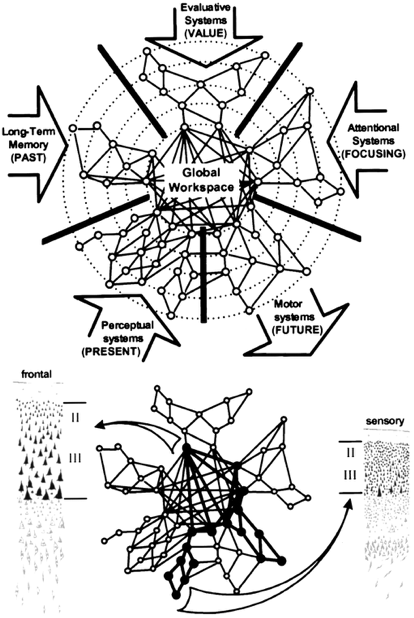 Evaluative
Systems
(VALUE)
Long-Term
Memory
(PAST)
Attentional
Systems
(FOCUSING)
Global
Workspace
Perceptual
systems
(PRESENT)
Motor
systems
(FUTURE)
frontal
II
III
sensory
II
III